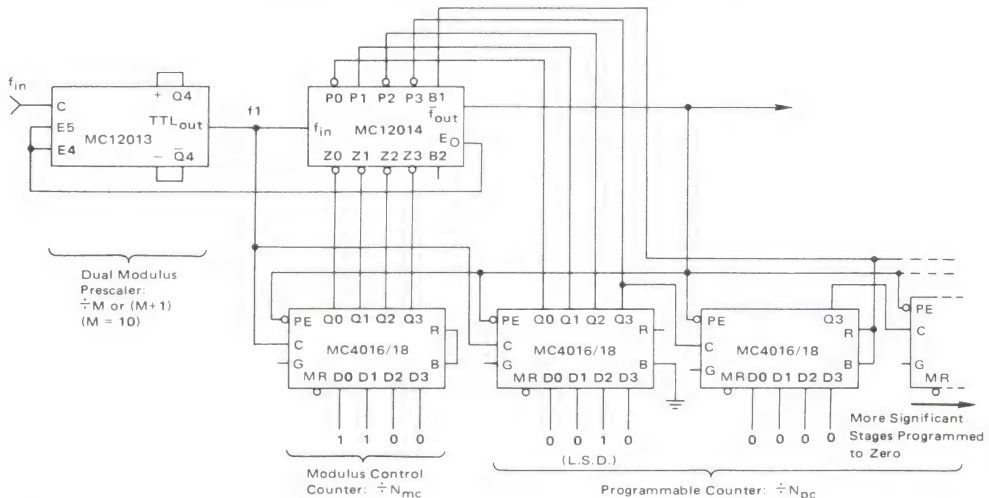 f_in
C
E5
E4
+ Q4
TTL_out
MC12013
− Q̅4
f1
P0 P1 P2 P3 B1
f_in
MC12014
f̅_out
E_O
Z0 Z1 Z2 Z3 B2
Dual Modulus
Prescaler:
÷M or (M+1)
(M = 10)
PE Q0 Q1 Q2 Q3
R
C
MC4016/18
G
B
MR D0 D1 D2 D3
1 1 0 0
Modulus Control
Counter: ÷N_mc
PE Q0 Q1 Q2 Q3
R
C
MC4016/18
G
B
MR D0 D1 D2 D3
0 0 1 0
(L.S.D.)
PE Q3
R
C
MC4016/18
G
B
MR D0 D1 D2 D3
0 0 0 0
PE
C
G
MR
More Significant
Stages Programmed
to Zero
Programmable Counter: ÷N_pc